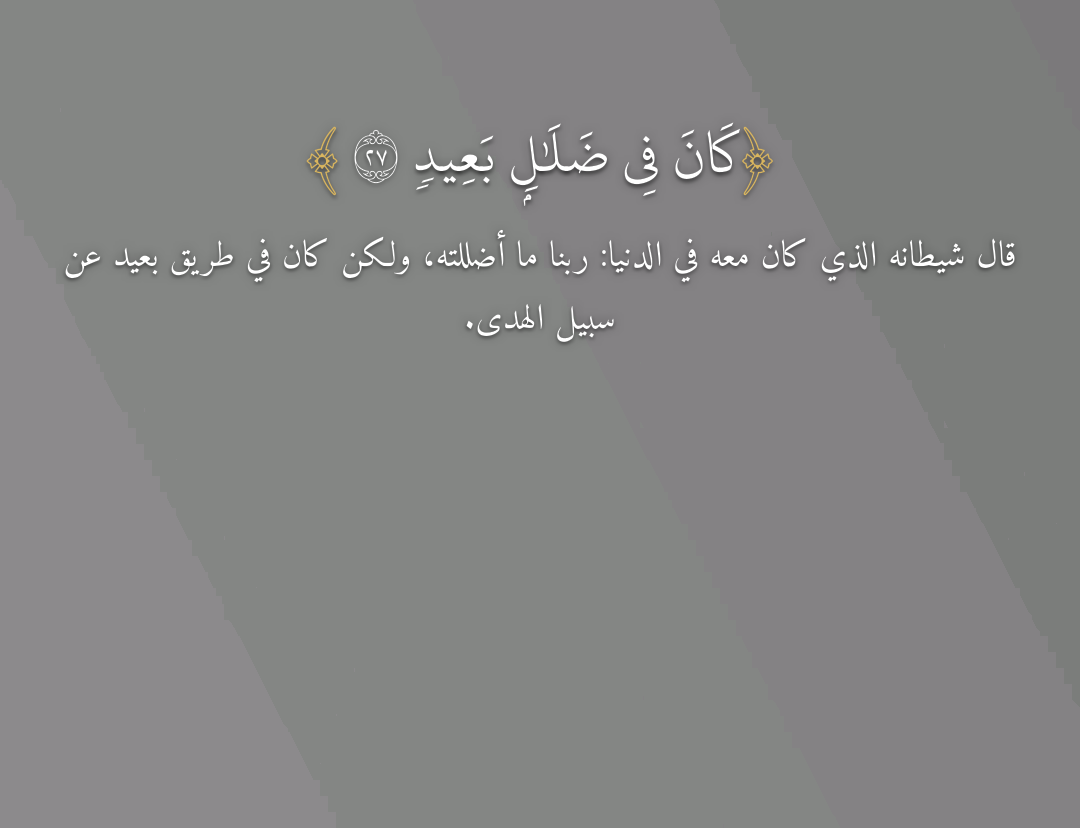 ﴿كَانَ فِى ضَلَـٰلِۭ بَعِيدٍۢ ٢٧﴾
قال شيطانه الذي كان معه في الدنيا: ربنا ما أضللته، ولكن كان في طريق بعيد عن
سبيل الهدى.